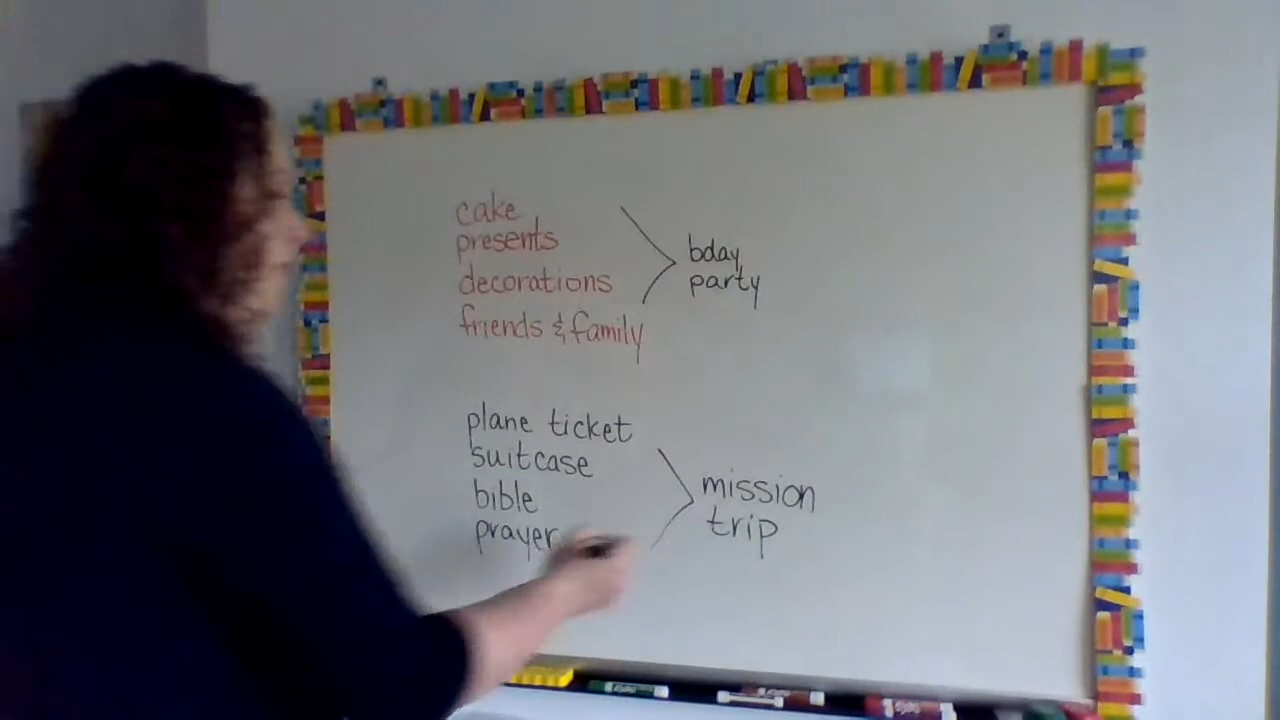 cake
presents
decorations
friends & family
bday
party
plane ticket
suitcase
bible
prayer
mission
trip